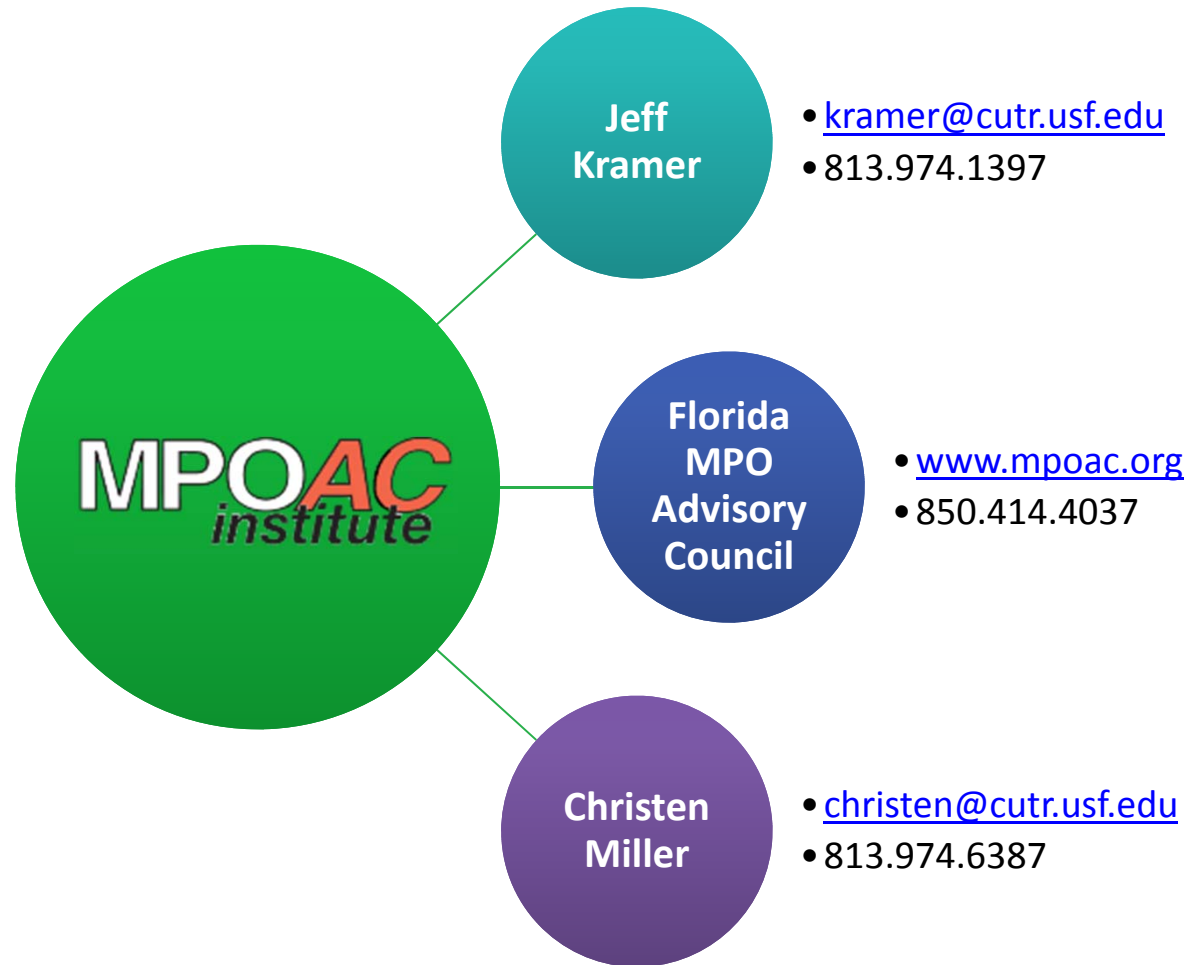 Jeff
Kramer
•kramer@cutr.usf.edu
•813.974.1397
MPOAC
institute
Florida
MPO
Advisory
Council
•www.mpoac.org
•850.414.4037
Christen
Miller
•christen@cutr.usf.edu
•813.974.6387